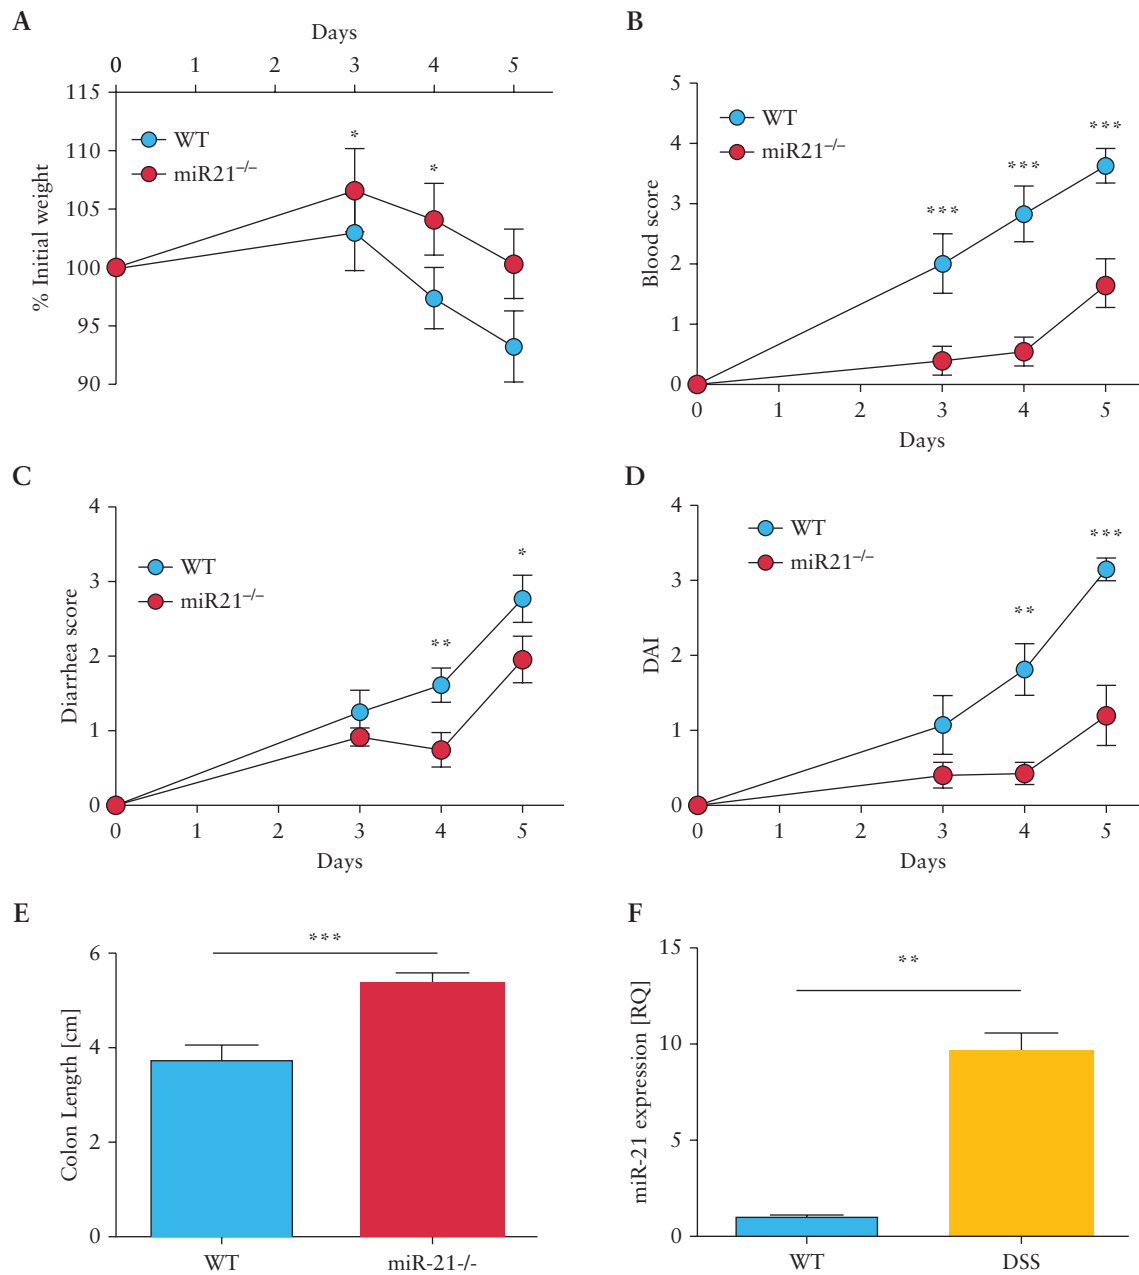 A
Days
0 1 2 3 4 5
115
110
105
100
95
90
% Initial weight
WT
miR21−/−
* *
B
5
4
3
2
1
0
Blood score
WT
miR21−/−
*** *** ***
0 1 2 3 4 5
Days
C
4
3
2
1
0
Diarrhea score
WT
miR21−/−
** *
0 1 2 3 4 5
Days
D
4
3
2
1
0
DAI
WT
miR21−/−
** ***
0 1 2 3 4 5
Days
E
6
4
2
0
Colon Length [cm]
***
WT miR-21-/-
F
15
10
5
0
miR-21 expression [RQ]
**
WT DSS